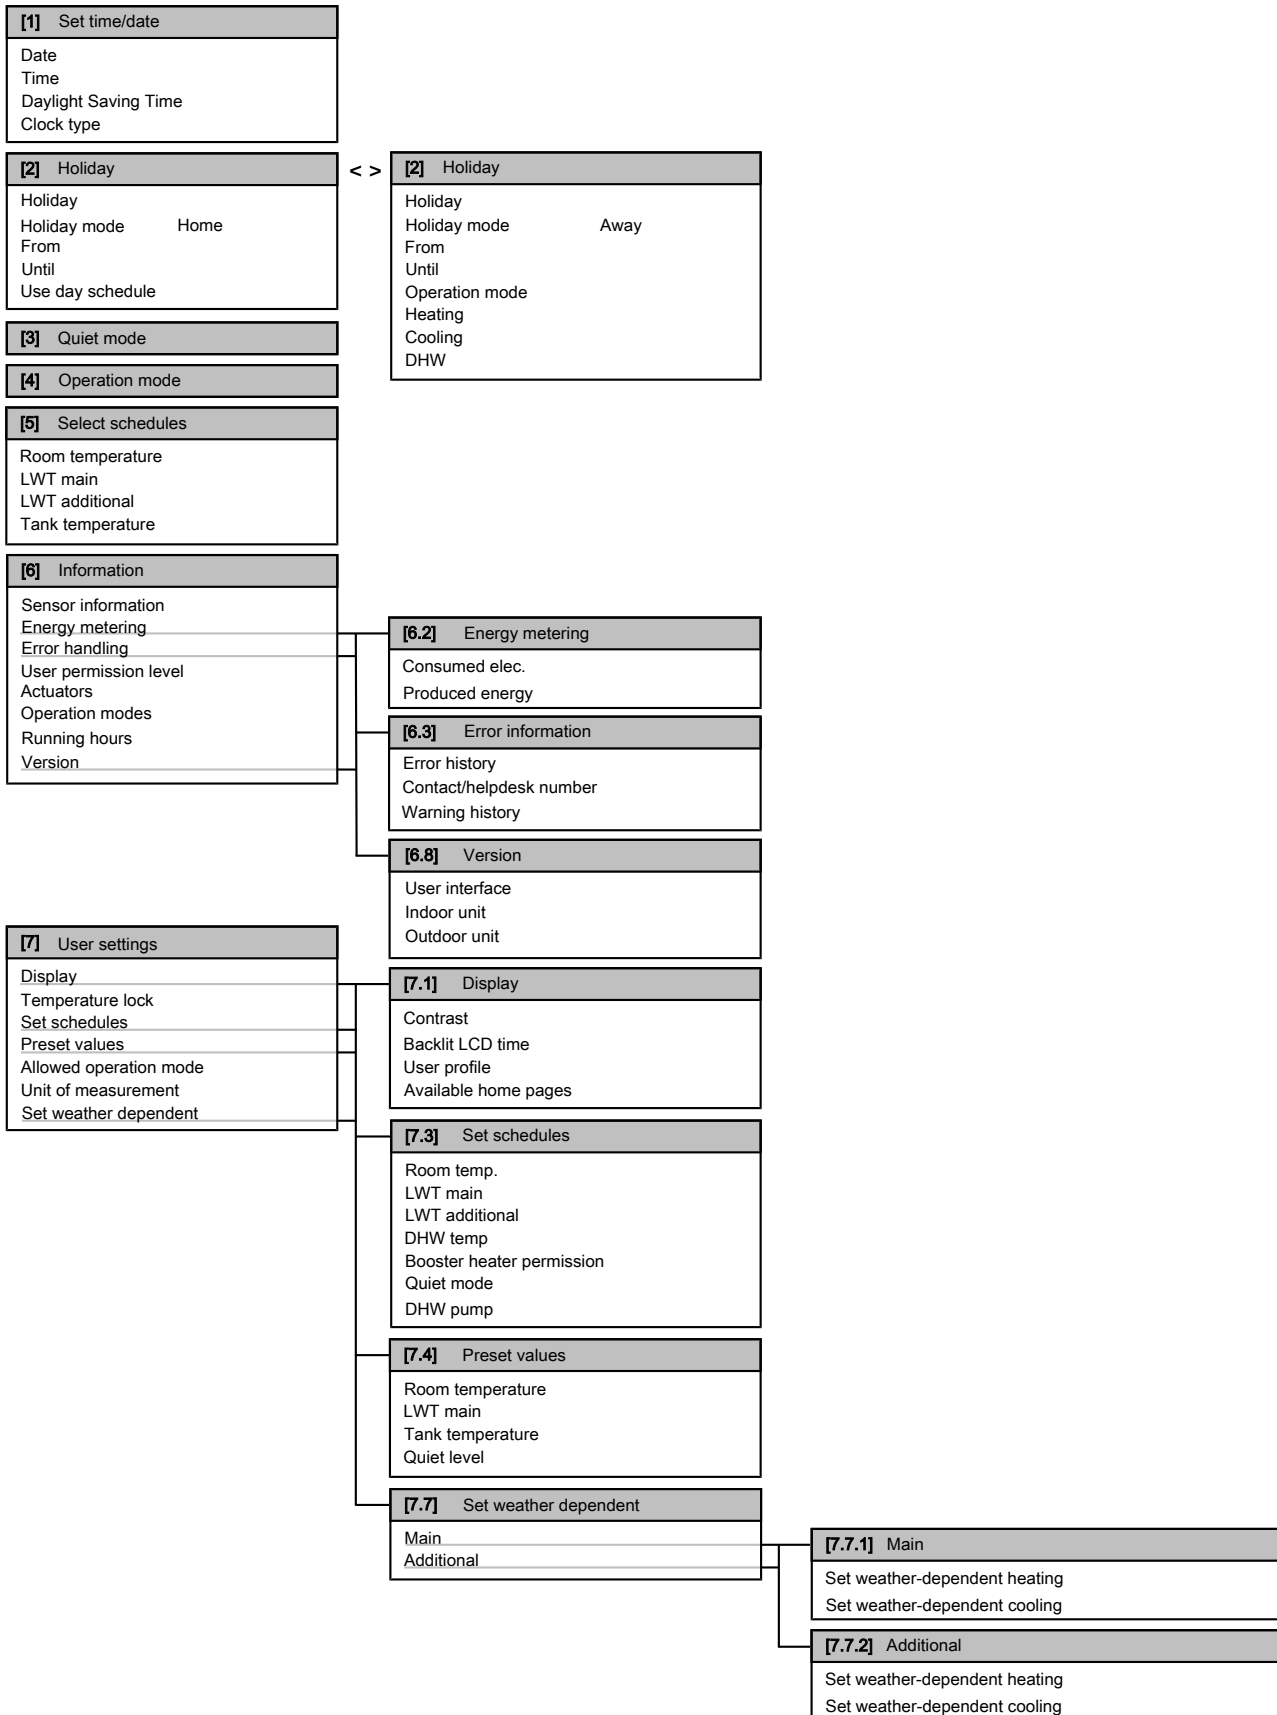 [1] Set time/date
Date
Time
Daylight Saving Time
Clock type
[2] Holiday
Holiday
Holiday mode Home
From
Until
Use day schedule
< >
[2] Holiday
Holiday
Holiday mode Away
From
Until
Operation mode
Heating
Cooling
DHW
[3] Quiet mode
[4] Operation mode
[5] Select schedules
Room temperature
LWT main
LWT additional
Tank temperature
[6] Information
Sensor information
Energy metering
Error handling
User permission level
Actuators
Operation modes
Running hours
Version
[6.2] Energy metering
Consumed elec.
Produced energy
[6.3] Error information
Error history
Contact/helpdesk number
Warning history
[6.8] Version
User interface
Indoor unit
Outdoor unit
[7] User settings
Display
Temperature lock
Set schedules
Preset values
Allowed operation mode
Unit of measurement
Set weather dependent
[7.1] Display
Contrast
Backlit LCD time
User profile
Available home pages
[7.3] Set schedules
Room temp.
LWT main
LWT additional
DHW temp
Booster heater permission
Quiet mode
DHW pump
[7.4] Preset values
Room temperature
LWT main
Tank temperature
Quiet level
[7.7] Set weather dependent
Main
Additional
[7.7.1] Main
Set weather-dependent heating
Set weather-dependent cooling
[7.7.2] Additional
Set weather-dependent heating
Set weather-dependent cooling